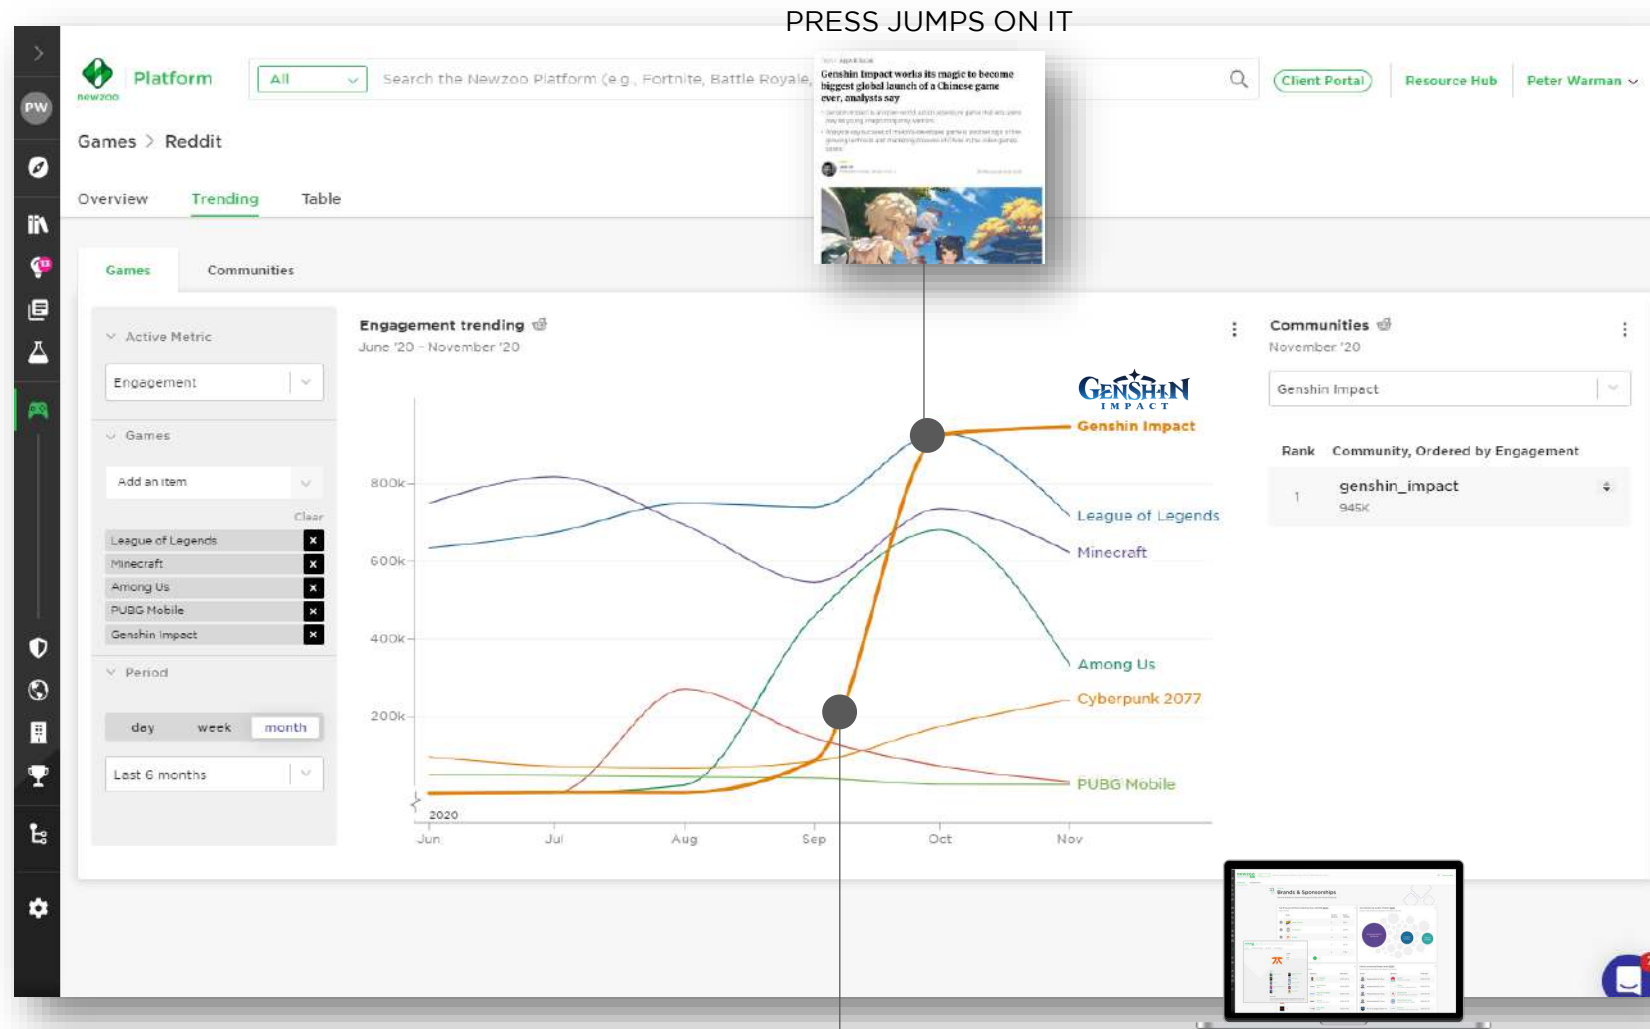 PRESS JUMPS ON IT
newzoo
Platform
All
Search the Newzoo Platform (e.g., Fortnite, Battle Royale,
Client Portal
Resource Hub
Peter Warman
PW
Genshin Impact works its magic to become
biggest global launch of a Chinese game
ever, analysts say
Games > Reddit
Overview
Trending
Table
13
Games
Communities
Active Metric
Engagement
Games
Add an item
Clear
League of Legends
Minecraft
Among Us
PUBG Mobile
Genshin Impact
Period
day
week
month
Last 6 months
Engagement trending
June '20 - November '20
800k
600k
400k
200k
2020
Jun
Jul
Aug
Sep
Oct
Nov
GENSHIN
IMPACT
Genshin Impact
League of Legends
Minecraft
Among Us
Cyberpunk 2077
PUBG Mobile
Communities
November '20
Genshin Impact
Rank
Community, Ordered by Engagement
1
genshin_impact
945K
Brands & Sponsorships